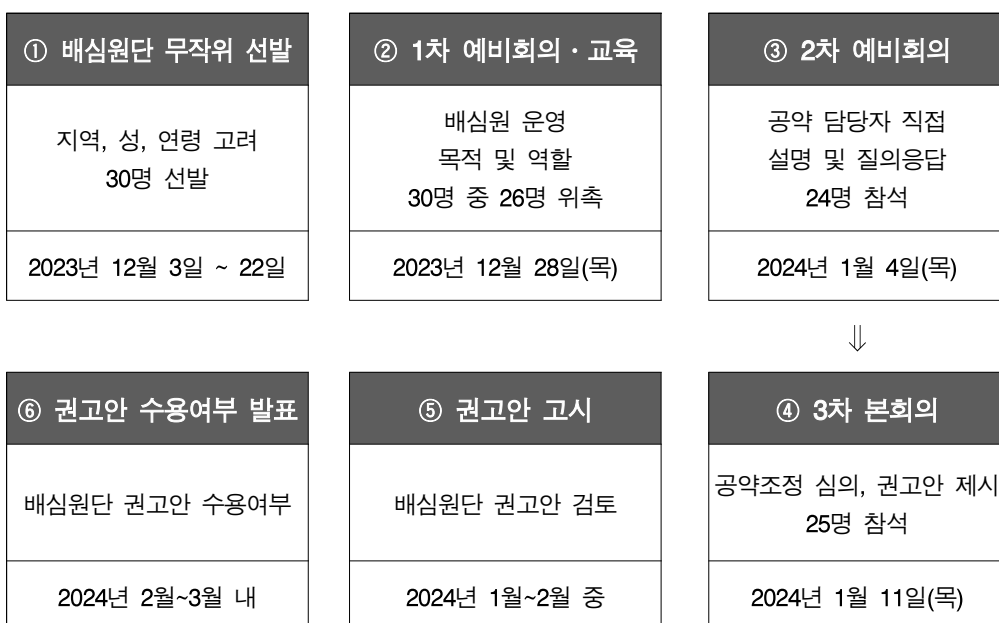 ① 배심원단 무작위 선발
지역, 성, 연령 고려
30명 선발
2023년 12월 3일 ~ 22일
② 1차 예비회의 · 교육
배심원 운영
목적 및 역할
30명 중 26명 위촉
2023년 12월 28일(목)
③ 2차 예비회의
공약 담당자 직접
설명 및 질의응답
24명 참석
2024년 1월 4일(목)
⇓
④ 3차 본회의
공약조정 심의, 권고안 제시
25명 참석
2024년 1월 11일(목)
⑤ 권고안 고시
배심원단 권고안 검토
2024년 1월~2월 중
⑥ 권고안 수용여부 발표
배심원단 권고안 수용여부
2024년 2월~3월 내